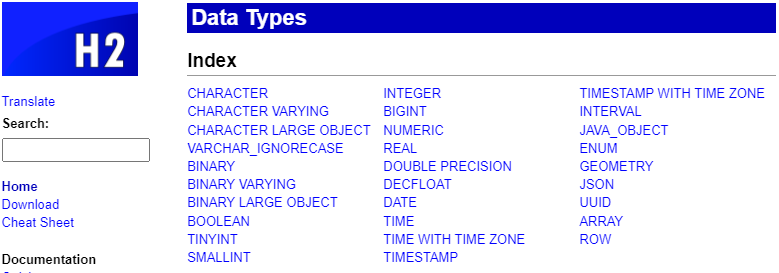 H2
Translate
Search:
Home
Download
Cheat Sheet
Documentation
Data Types
Index
CHARACTER
CHARACTER VARYING
CHARACTER LARGE OBJECT
VARCHAR_IGNORECASE
BINARY
BINARY VARYING
BINARY LARGE OBJECT
BOOLEAN
TINYINT
SMALLINT
INTEGER
BIGINT
NUMERIC
REAL
DOUBLE PRECISION
DECFLOAT
DATE
TIME
TIME WITH TIME ZONE
TIMESTAMP
TIMESTAMP WITH TIME ZONE
INTERVAL
JAVA_OBJECT
ENUM
GEOMETRY
JSON
UUID
ARRAY
ROW